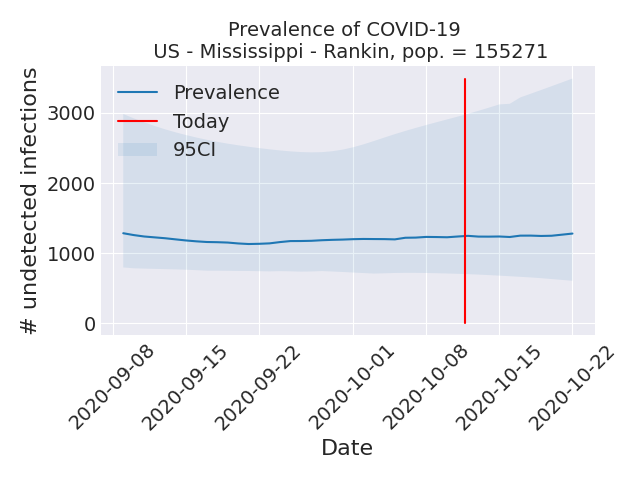 Prevalence of COVID-19
US - Mississippi - Rankin, pop. = 155271
# undetected infections
3000
2000
1000
0
Prevalence
Today
95CI
2020-09-08
2020-09-15
2020-09-22
2020-10-01
2020-10-08
2020-10-15
2020-10-22
Date